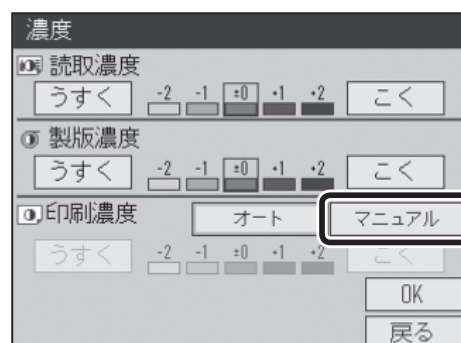 濃度
読取濃度
うすく -2 -1 ±0 +1 +2 こく
製版濃度
うすく -2 -1 ±0 +1 +2 こく
印刷濃度 オート マニュアル
うすく -2 -1 ±0 +1 +2 こく
OK
戻る